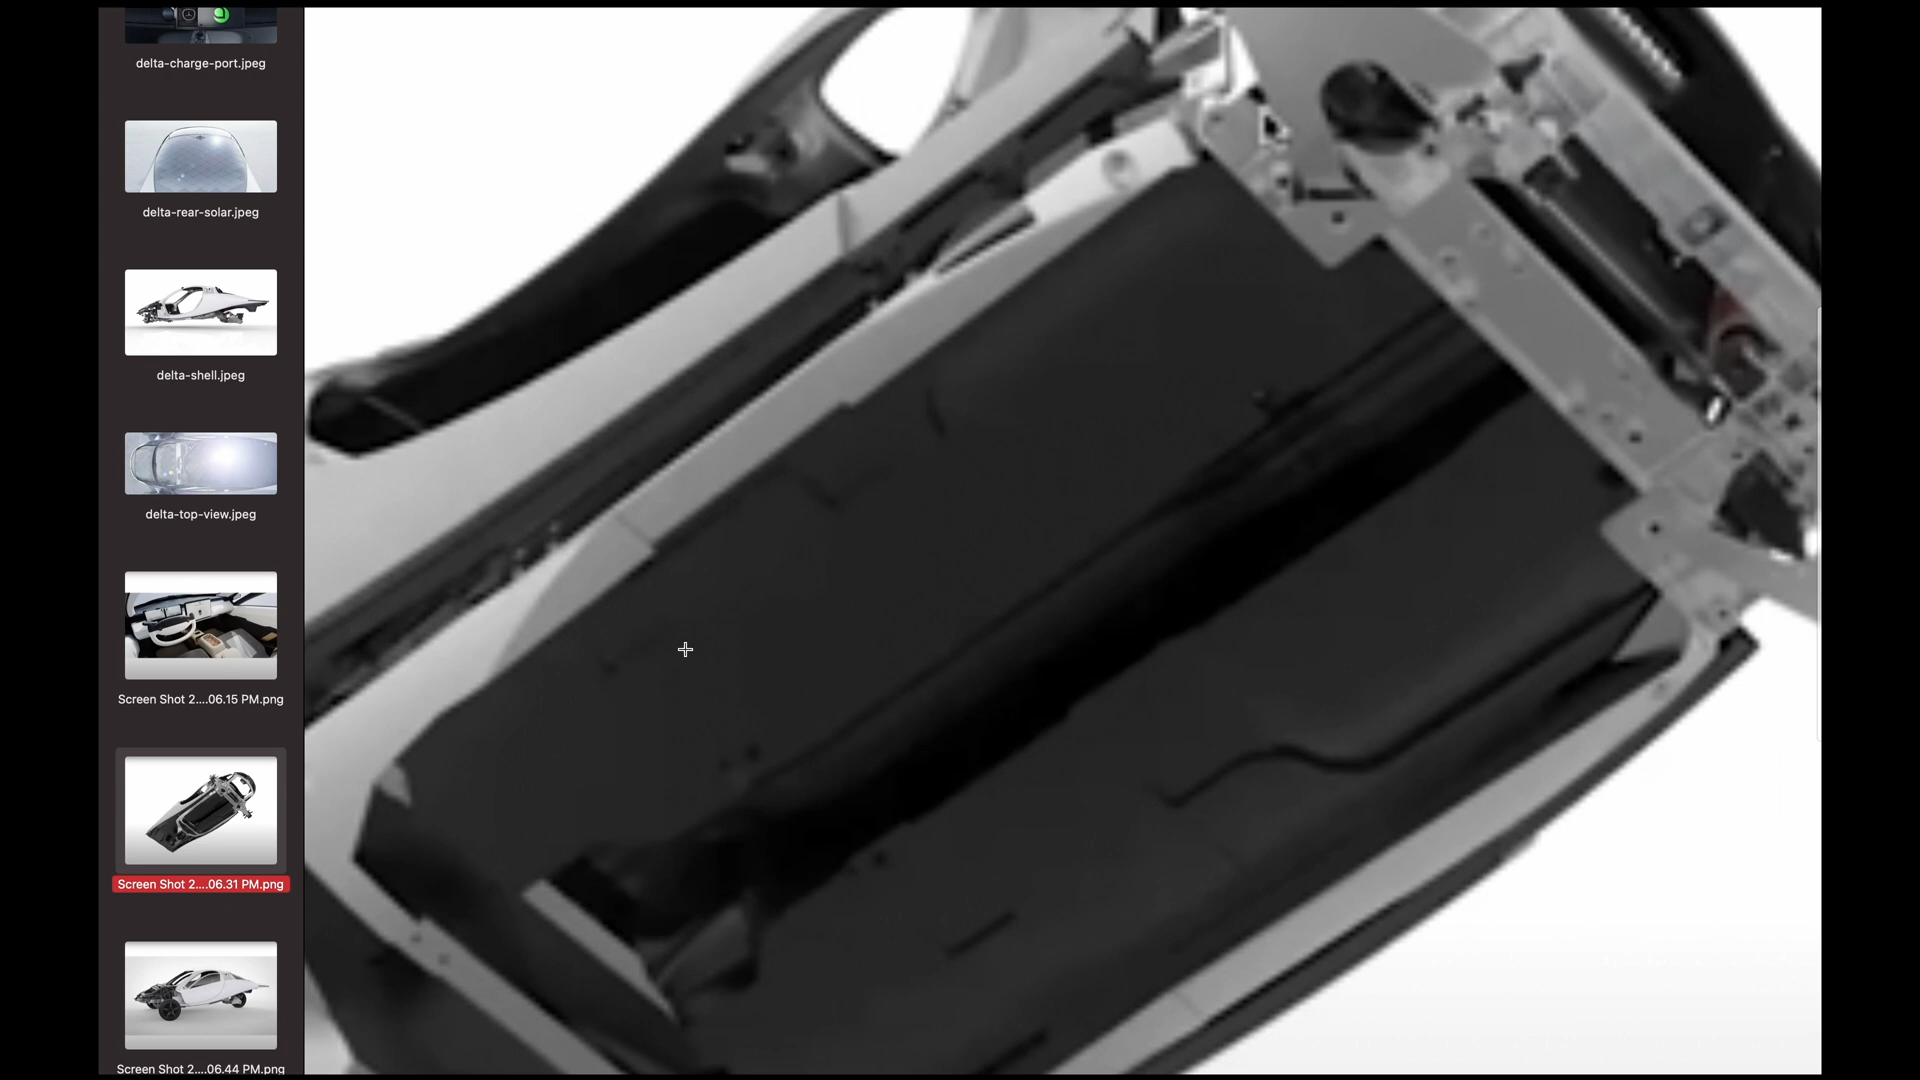 delta-charge-port.jpeg
delta-rear-solar.jpeg
delta-shell.jpeg
delta-top-view.jpeg
Screen Shot 2....06.15 PM.png
Screen Shot 2....06.31 PM.png
Screen Shot 2....06.44 PM.png